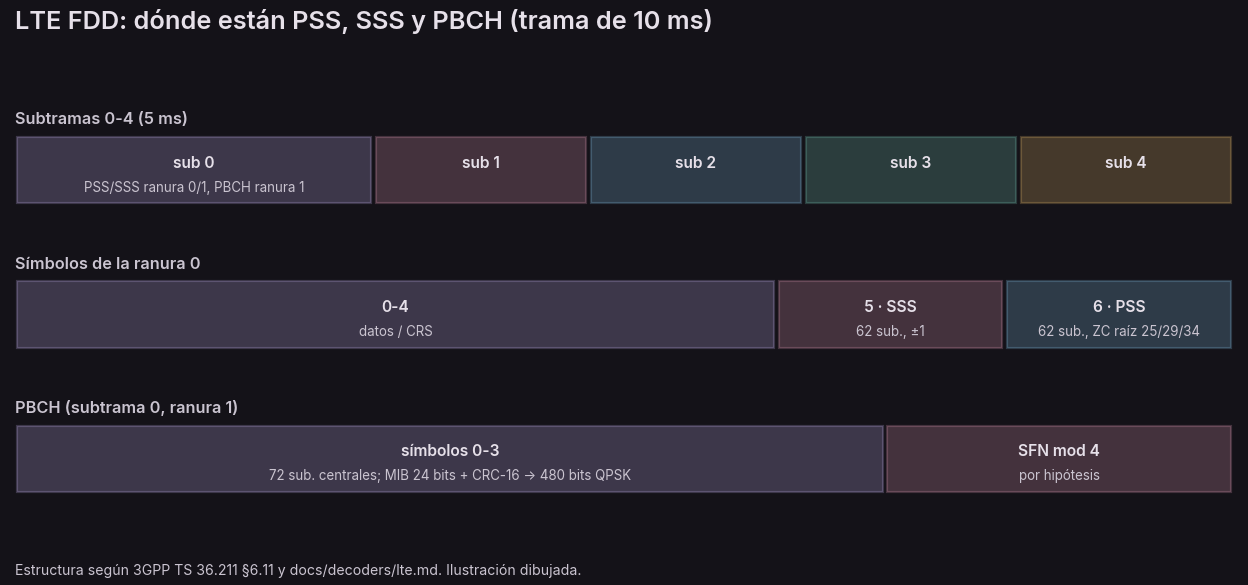 LTE FDD: dónde están PSS, SSS y PBCH (trama de 10 ms)
Subtramas 0-4 (5 ms)
sub 0
PSS/SSS ranura 0/1, PBCH ranura 1
sub 1
sub 2
sub 3
sub 4
Símbolos de la ranura 0
0-4
datos / CRS
5 · SSS
62 sub., ±1
6 · PSS
62 sub., ZC raíz 25/29/34
PBCH (subtrama 0, ranura 1)
símbolos 0-3
72 sub. centrales; MIB 24 bits + CRC-16 → 480 bits QPSK
SFN mod 4
por hipótesis
Estructura según 3GPP TS 36.211 §6.11 y docs/decoders/lte.md. Ilustración dibujada.